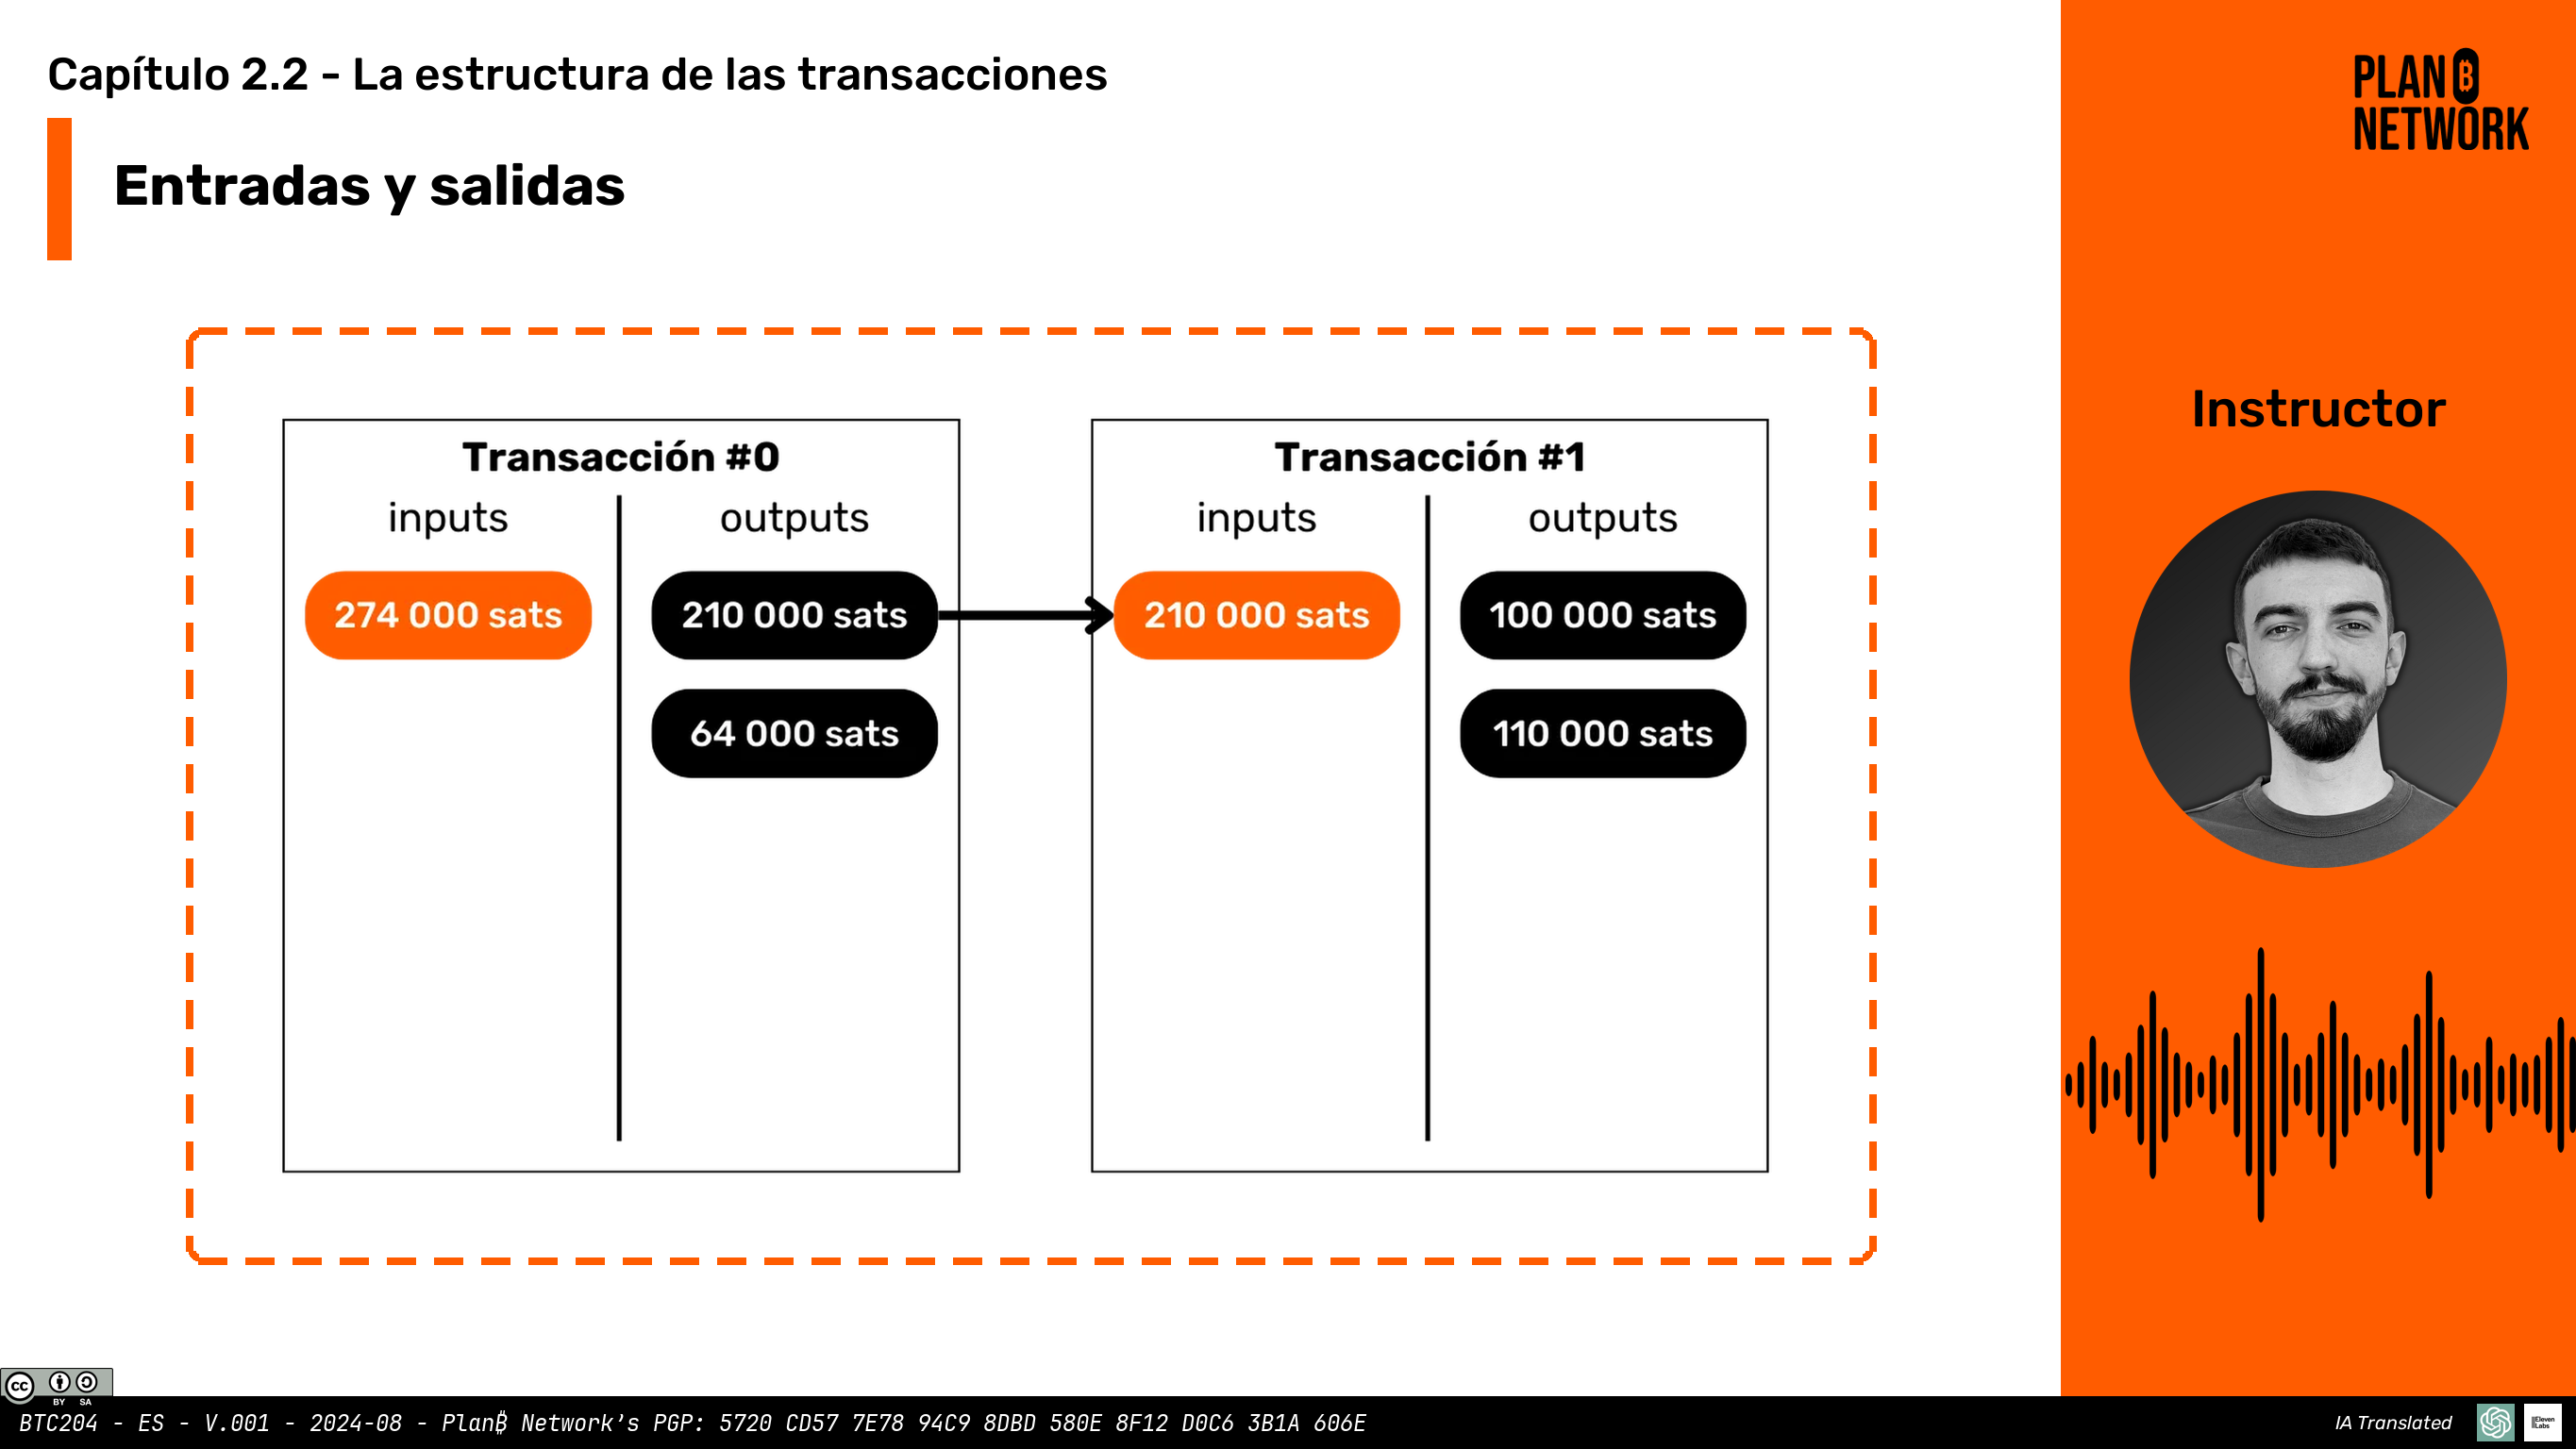 Capítulo 2.2 - La estructura de las transacciones
PLAN ₿
NETWORK
Entradas y salidas
Instructor
Transacción #0
inputs
outputs
274 000 sats
210 000 sats
64 000 sats
Transacción #1
inputs
outputs
210 000 sats
100 000 sats
110 000 sats
cc
BY SA
BTC204 - ES - V.001 - 2024-08 - Plan₿ Network's PGP: 5720 CD57 7E78 94C9 8DBD 580E 8F12 D0C6 3B1A 606E
IA Translated
IIEleven
Labs